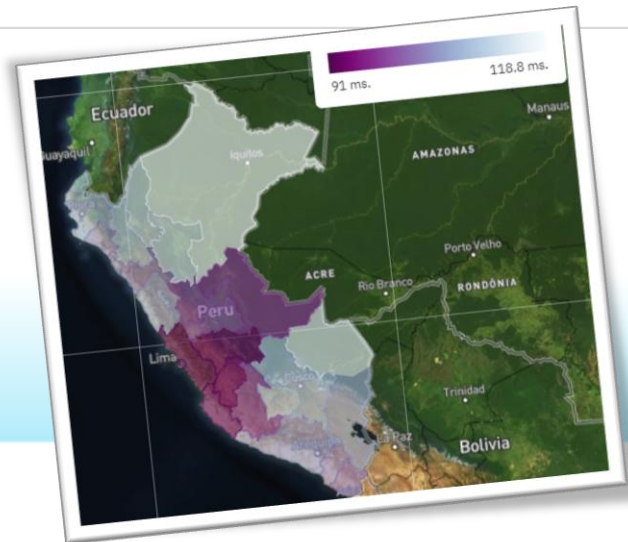 91 ms.
118.8 ms.
Ecuador
Guayaquil
Iquitos
Manaus
AMAZONAS
Porto Velho
ACRE
Rio Branco
RONDÔNIA
Peru
Lima
Cusco
Trinidad
La Paz
Bolivia